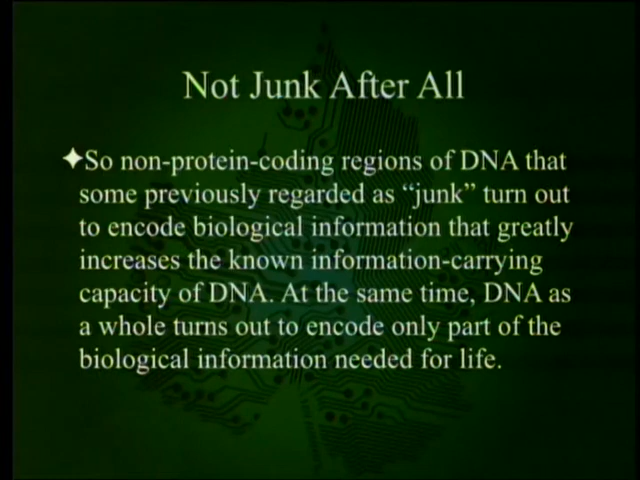 Not Junk After All
✦So non-protein-coding regions of DNA that
some previously regarded as “junk” turn out
to encode biological information that greatly
increases the known information-carrying
capacity of DNA. At the same time, DNA as
a whole turns out to encode only part of the
biological information needed for life.